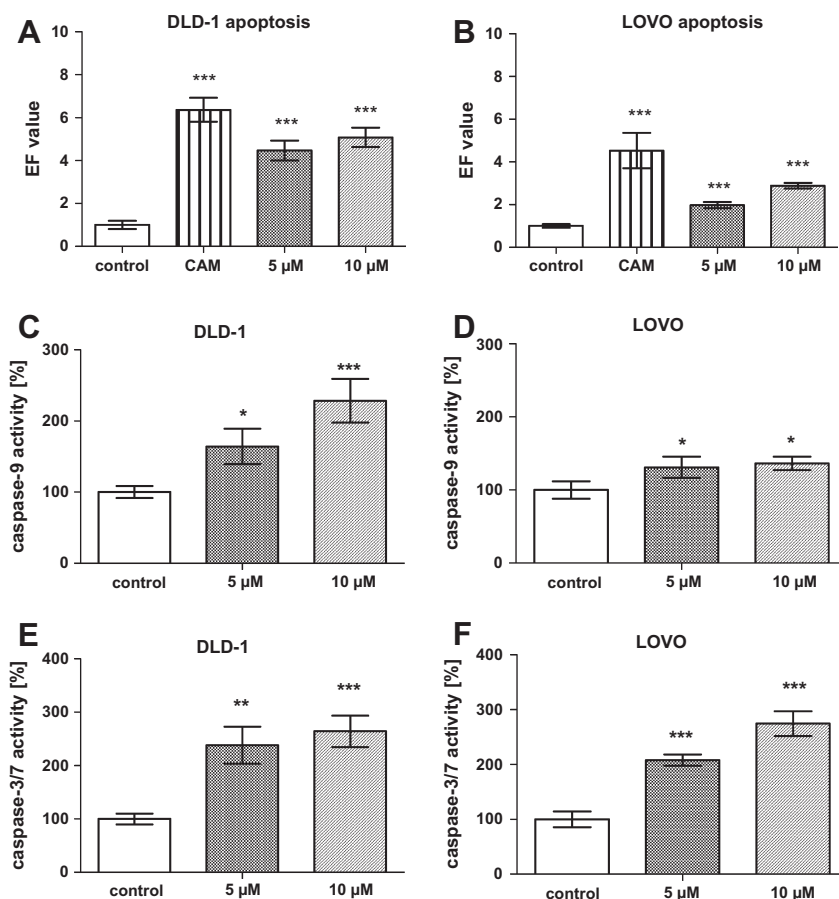 A
DLD-1 apoptosis
10
8
6
4
2
0
EF value
***
***
***
control CAM 5 µM 10 µM
B
LOVO apoptosis
10
8
6
4
2
0
EF value
***
***
***
control CAM 5 µM 10 µM
C
DLD-1
300
200
100
0
caspase-9 activity [%]
*
***
control 5 µM 10 µM
D
LOVO
300
200
100
0
caspase-9 activity [%]
*
*
control 5 µM 10 µM
E
DLD-1
400
300
200
100
0
caspase-3/7 activity [%]
**
***
control 5 µM 10 µM
F
LOVO
400
300
200
100
0
caspase-3/7 activity [%]
***
***
control 5 µM 10 µM